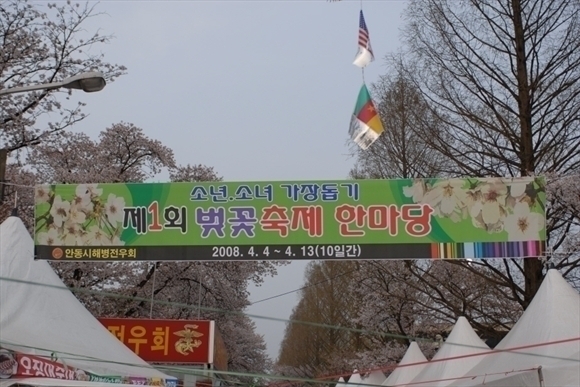 소년.소녀 가장돕기
제1회 벚꽃축제 한마당
안동시해병전우회
2008. 4. 4 ~ 4. 13(10일간)
전우회